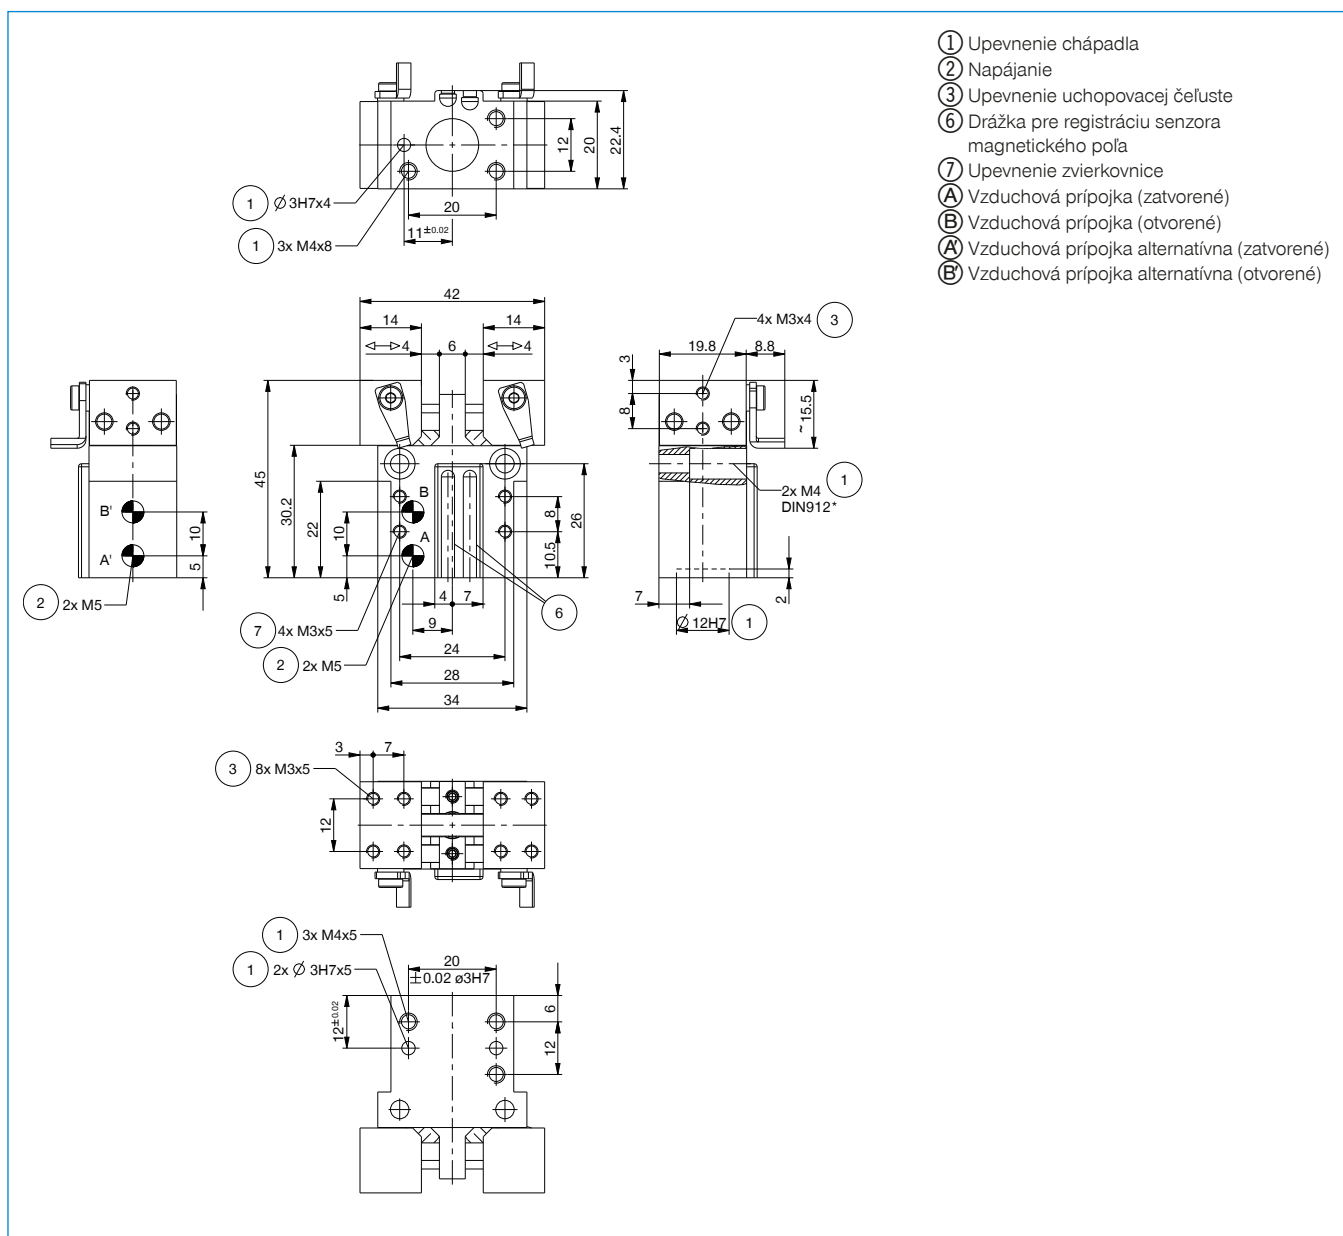 1 Upevnenie chápadla
2 Napájanie
3 Upevnenie uchopovacej čeľuste
6 Drážka pre registráciu senzora
magnetického poľa
7 Upevnenie zvierkovnice
A Vzduchová prípojka (zatvorené)
B Vzduchová prípojka (otvorené)
A' Vzduchová prípojka alternatívna (zatvorené)
B' Vzduchová prípojka alternatívna (otvorené)
12
20
22.4
1 Ø 3H7x4
20
11±0.02
1 3x M4x8
42
14
14
4
6
4
45
30.2
22
10
5
B
A
8
10.5
26
4
7
6
9
7 4x M3x5
24
2 2x M5
28
34
B'
A'
10
5
2 2x M5
4x M3x4 3
19.8
8.8
3
8
~15.5
2x M4 1
DIN912*
7
2
Ø 12H7 1
3
7
3 8x M3x5
12
1 3x M4x5
1 2x Ø 3H7x5
20
±0.02 ø3H7
12±0.02
6
12